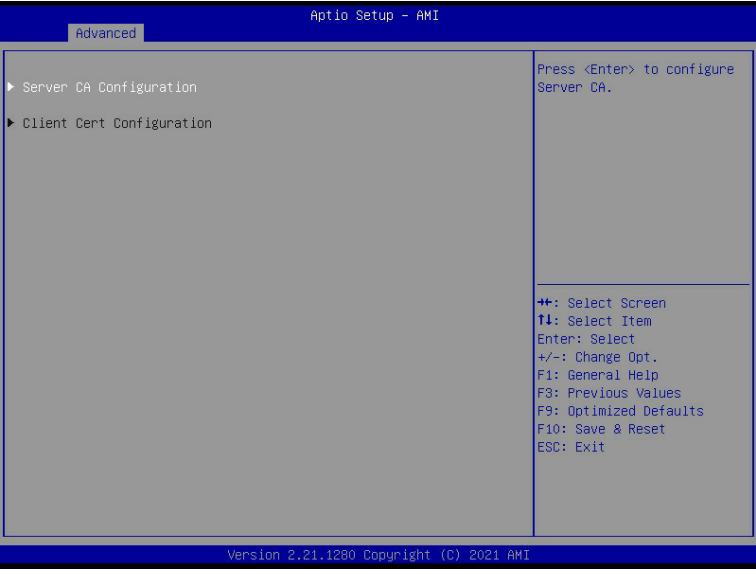 Aptio Setup – AMI
Advanced
Server CA Configuration
Client Cert Configuration
Press <Enter> to configure
Server CA.
→←: Select Screen
↑↓: Select Item
Enter: Select
+/-: Change Opt.
F1: General Help
F3: Previous Values
F9: Optimized Defaults
F10: Save & Reset
ESC: Exit
Version 2.21.1280 Copyright (C) 2021 AMI